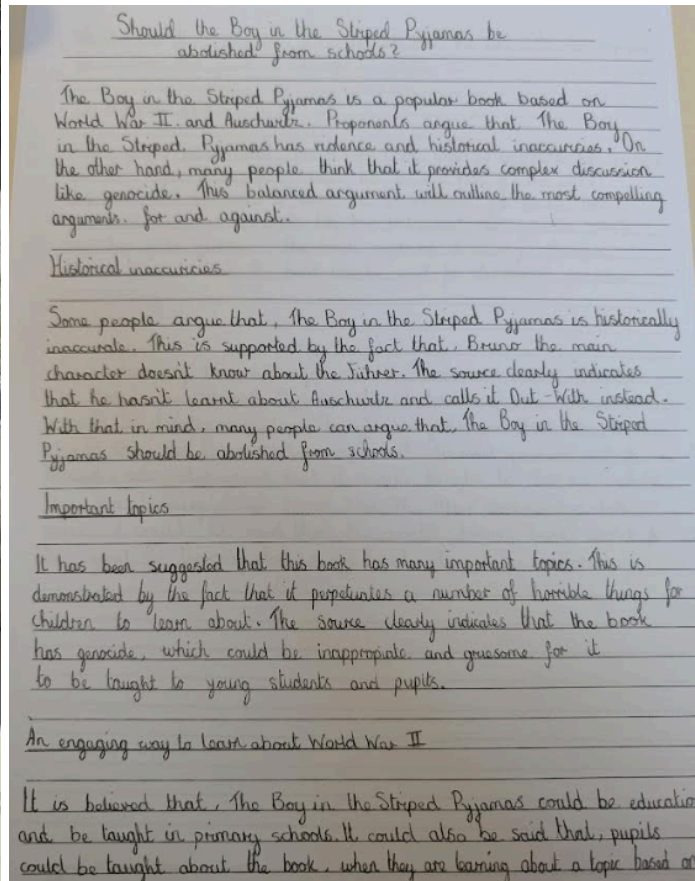 Should the Boy in the Striped Pyjamas be
abolished from schools?
The Boy in the Striped Pyjamas is a popular book based on
World War II. and Auschwitz. Proponents argue that The Boy
in the Striped. Pyjamas has violence and historical inaccuricies. On
the other hand, many people think that it provides complex discussion
like genocide. This balanced argument will outline the most compelling
arguments. for and against.
Historical inaccuricies
Some people argue that, The Boy in the Striped Pyjamas is historically
inaccurate. This is supported by the fact that, Bruno the main
character doesn't know about the Führer. The source clearly indicates
that he hasn't learnt about Auschwitz and calls it Out-With instead.
With that in mind, many people can argue that, The Boy in the Striped
Pyjamas should be abolished from schools.
Important topics
It has been suggested that this book has many important topics. This is
demonstrated by the fact that it perpetuates a number of horrible things for
children to learn about. The source clearly indicates that the book
has genocide, which could be inappropiate and gruesome for it
to be taught to young students and pupils.
An engaging way to learn about World War II
It is believed that, The Boy in the Striped Pyjamas could be educatio
and be taught in primary schools. It could also be said that, pupils
could be taught about the book, when they are learning about a topic based on